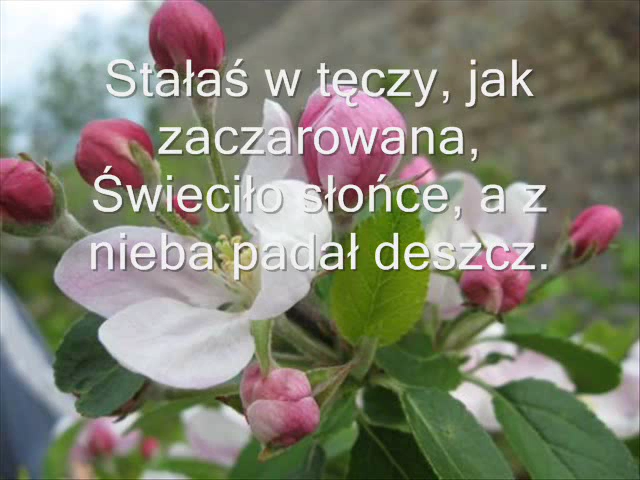 Stałaś w tęczy, jak
zaczarowana,
Świeciło słońce, a z
nieba padał deszcz.